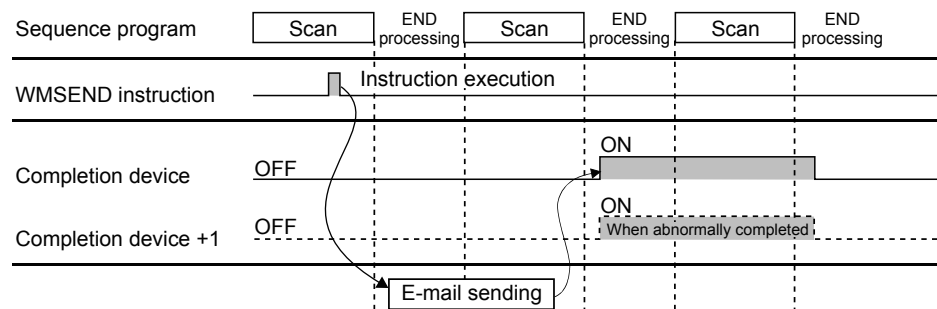 Sequence program
Scan
END
processing
Scan
END
processing
Scan
END
processing
WMSEND instruction
Instruction execution
Completion device
OFF
ON
Completion device +1
OFF
ON
When abnormally completed
E-mail sending